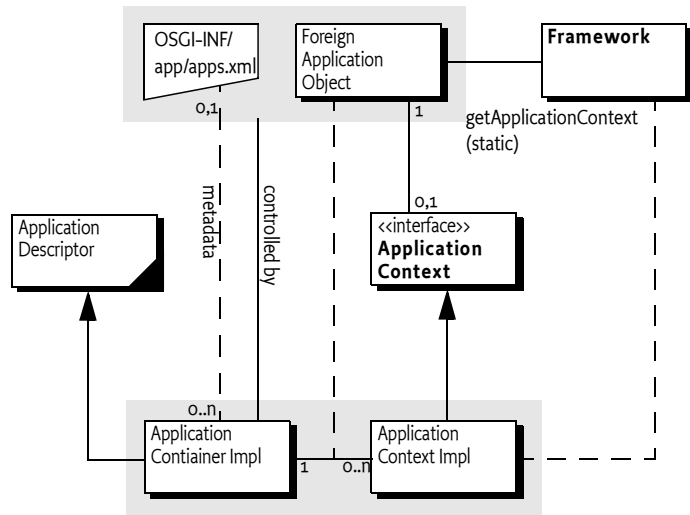 OSGI-INF/
app/apps.xml
Foreign
Application
Object
Framework
0,1
1
getApplicationContext
(static)
metadata
controlled by
0,1
Application
Descriptor
<<interface>>
Application
Context
0..n
Application
Contiainer Impl
1
0..n
Application
Context Impl